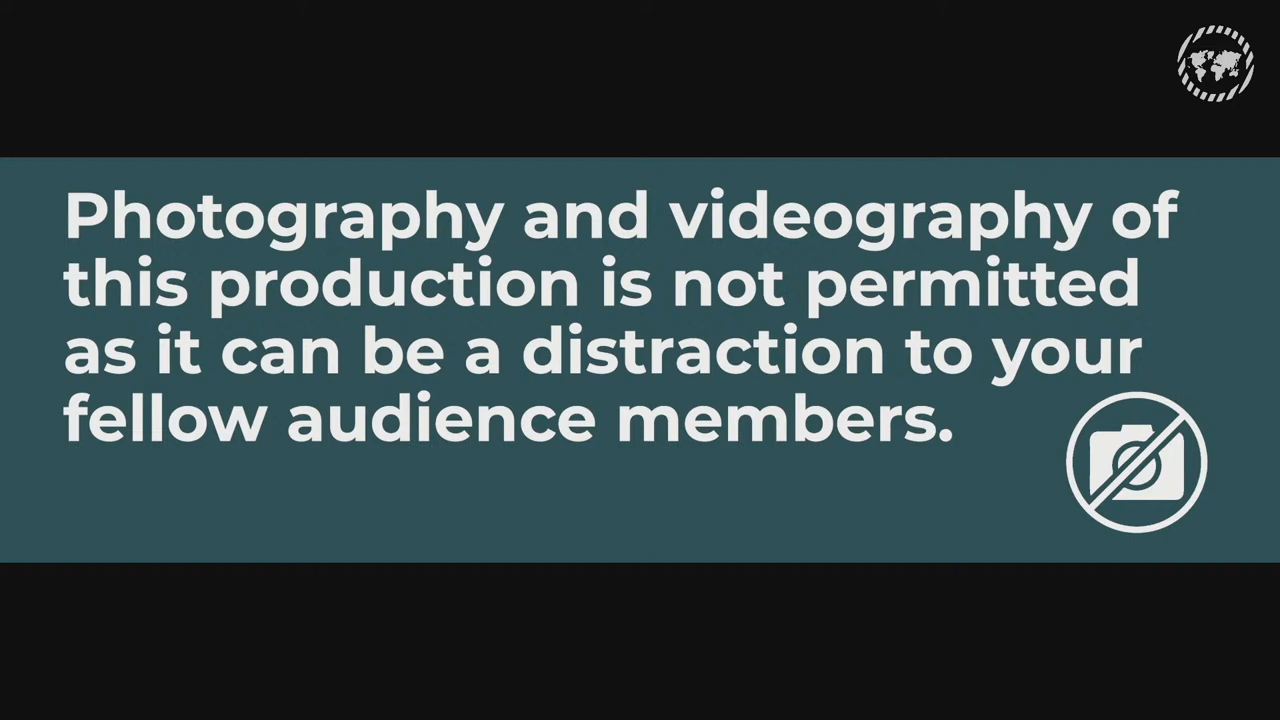 Photography and videography of
this production is not permitted
as it can be a distraction to your
fellow audience members.